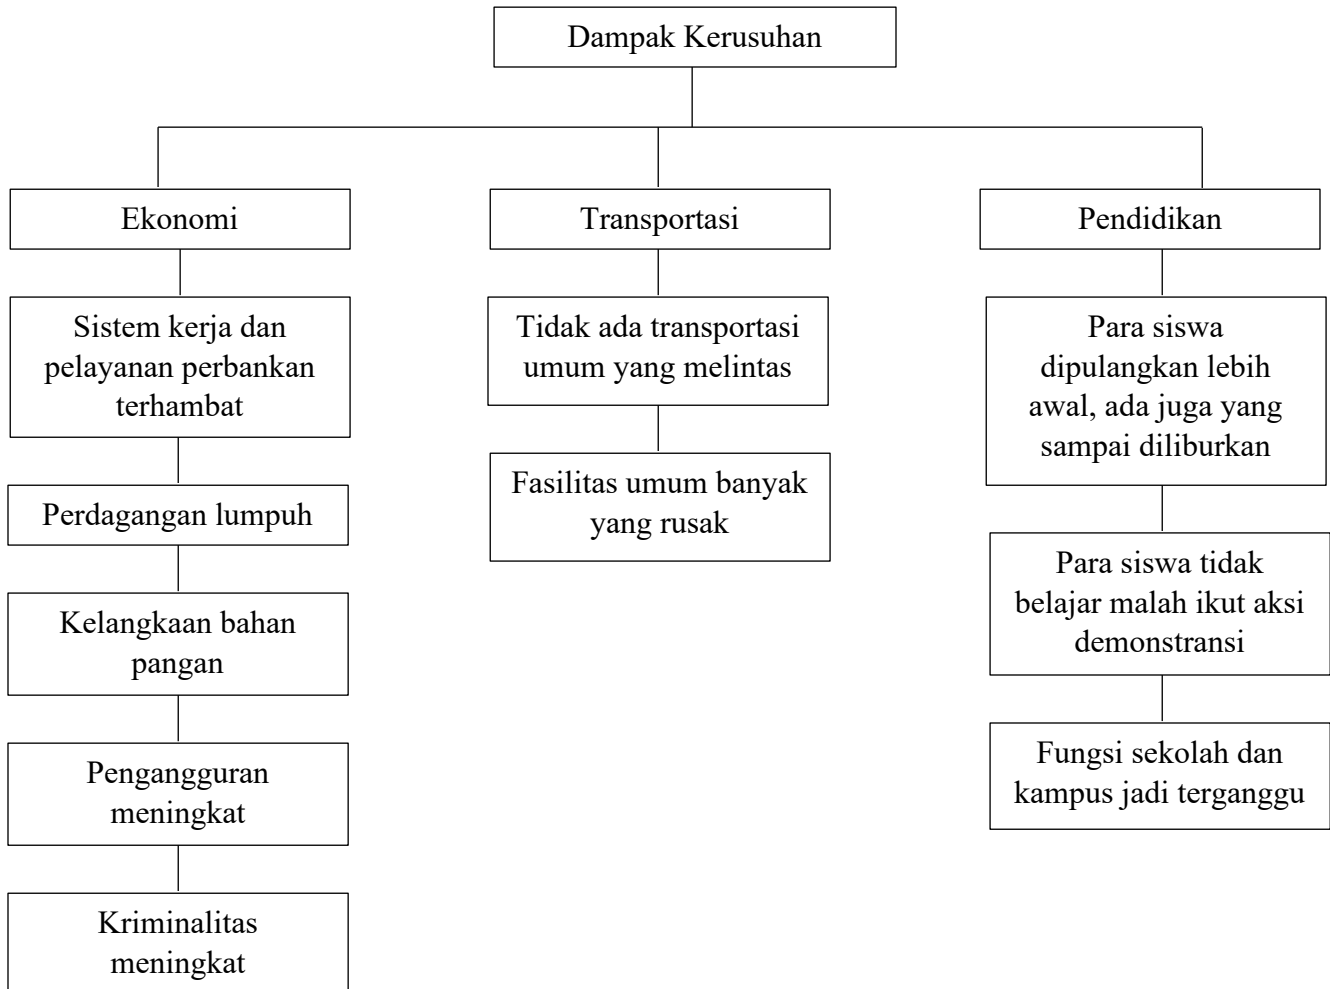 Dampak Kerusuhan
Ekonomi
Transportasi
Pendidikan
Sistem kerja dan
pelayanan perbankan
terhambat
Perdagangan lumpuh
Kelangkaan bahan
pangan
Pengangguran
meningkat
Kriminalitas
meningkat
Tidak ada transportasi
umum yang melintas
Fasilitas umum banyak
yang rusak
Para siswa
dipulangkan lebih
awal, ada juga yang
sampai diliburkan
Para siswa tidak
belajar malah ikut aksi
demonstransi
Fungsi sekolah dan
kampus jadi terganggu